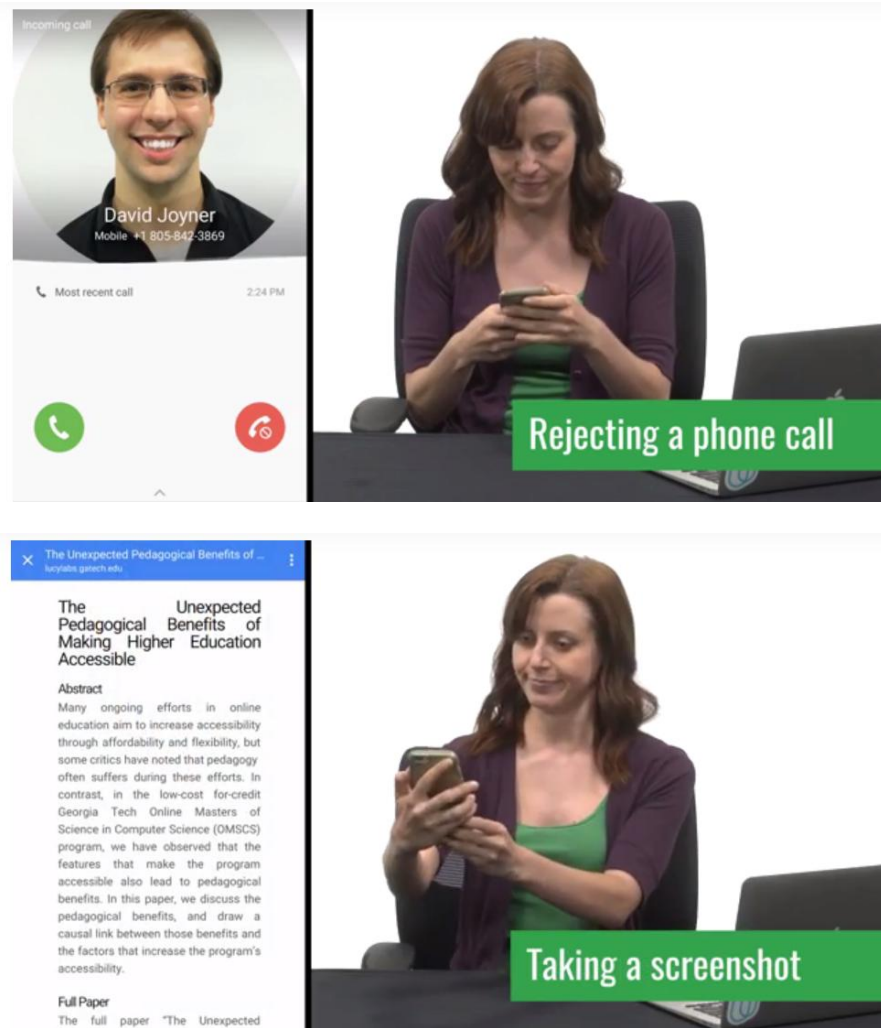 Incoming call
David Joyner
Mobile +1 805-842-3869
Most recent call 2:24 PM
Rejecting a phone call
The Unexpected Pedagogical Benefits of ...
lucylabs.gatech.edu
The Unexpected
Pedagogical Benefits of
Making Higher Education
Accessible
Abstract
Many ongoing efforts in online
education aim to increase accessibility
through affordability and flexibility, but
some critics have noted that pedagogy
often suffers during these efforts. In
contrast, in the low-cost for-credit
Georgia Tech Online Masters of
Science in Computer Science (OMSCS)
program, we have observed that the
features that make the program
accessible also lead to pedagogical
benefits. In this paper, we discuss the
pedagogical benefits, and draw a
causal link between those benefits and
the factors that increase the program's
accessibility.
Full Paper
The full paper "The Unexpected
Taking a screenshot